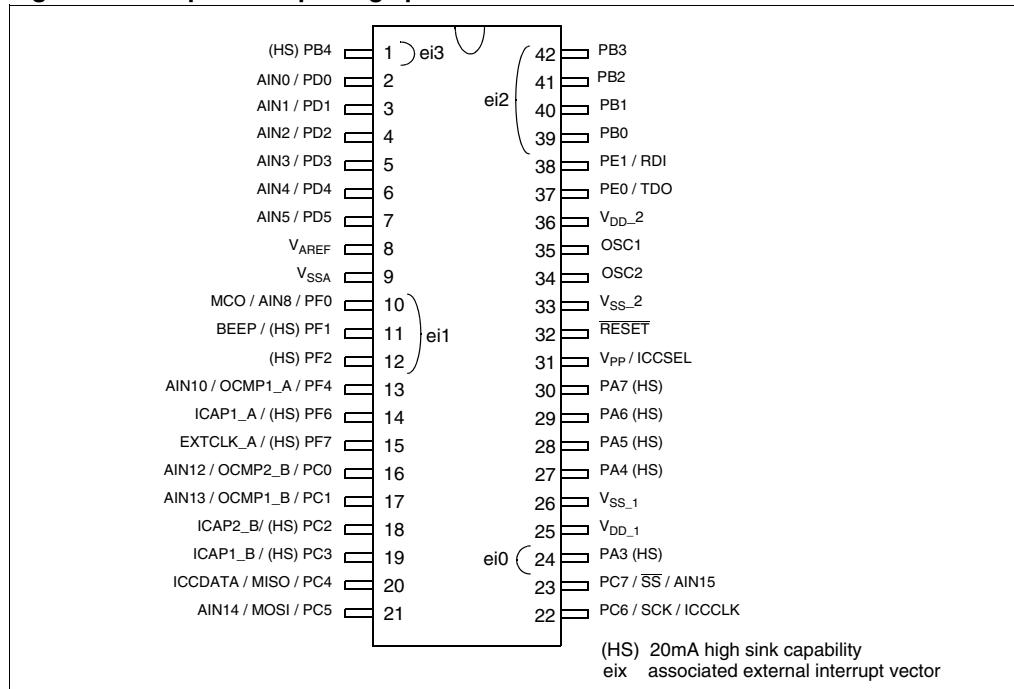 (HS) PB4 1 ei3
AIN0 / PD0 2
AIN1 / PD1 3
AIN2 / PD2 4
AIN3 / PD3 5
AIN4 / PD4 6
AIN5 / PD5 7
VAREF 8
VSSA 9
MCO / AIN8 / PF0 10
BEEP / (HS) PF1 11 ei1
(HS) PF2 12
AIN10 / OCMP1_A / PF4 13
ICAP1_A / (HS) PF6 14
EXTCLK_A / (HS) PF7 15
AIN12 / OCMP2_B / PC0 16
AIN13 / OCMP1_B / PC1 17
ICAP2_B/ (HS) PC2 18
ICAP1_B / (HS) PC3 19
ICCDATA / MISO / PC4 20
AIN14 / MOSI / PC5 21
42 PB3
41 PB2
ei2
40 PB1
39 PB0
38 PE1 / RDI
37 PE0 / TDO
36 VDD_2
35 OSC1
34 OSC2
33 VSS_2
32 RESET
31 VPP / ICCSEL
30 PA7 (HS)
29 PA6 (HS)
28 PA5 (HS)
27 PA4 (HS)
26 VSS_1
25 VDD_1
ei0 24 PA3 (HS)
23 PC7 / SS / AIN15
22 PC6 / SCK / ICCCLK
(HS) 20mA high sink capability
eix associated external interrupt vector